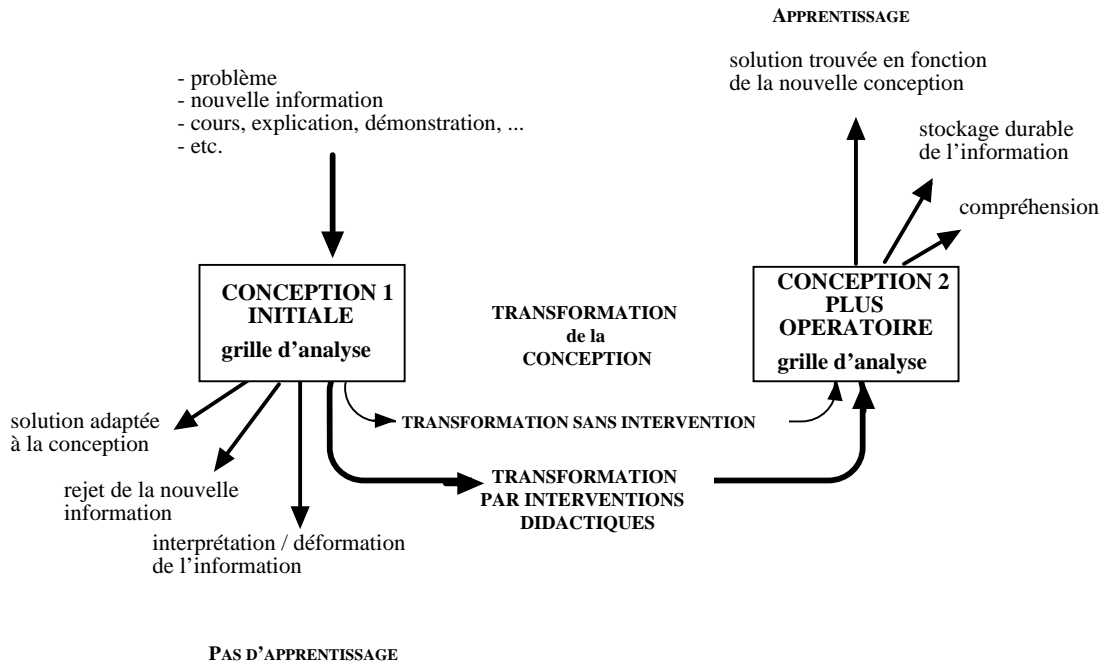 APPRENTISSAGE
solution trouvée en fonction
de la nouvelle conception
- problème
- nouvelle information
- cours, explication, démonstration, ...
- etc.
stockage durable
de l’information
compréhension
CONCEPTION 1
INITIALE
grille d’analyse
TRANSFORMATION
de la
CONCEPTION
CONCEPTION 2
PLUS
OPERATOIRE
grille d’analyse
solution adaptée
à la conception
TRANSFORMATION SANS INTERVENTION
rejet de la nouvelle
information
TRANSFORMATION
PAR INTERVENTIONS
DIDACTIQUES
interprétation / déformation
de l’information
PAS D’APPRENTISSAGE